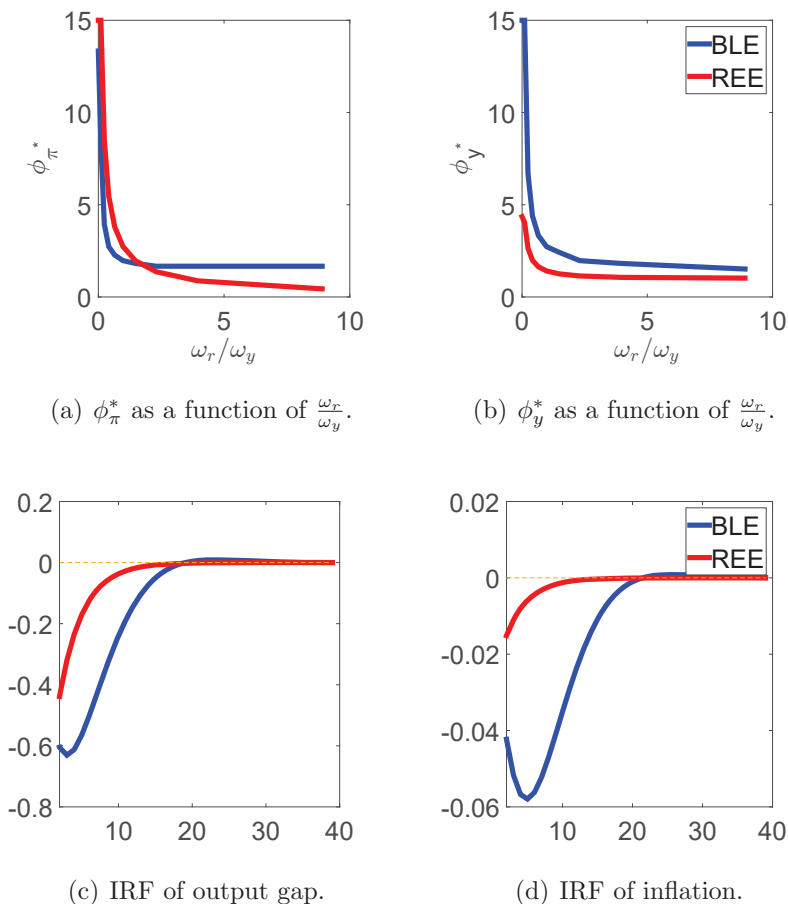 15
10
5
0
ϕπ*
0 5 10
ωr/ωy
(a) ϕ*π as a function of ωr/ωy.
15
10
5
0
ϕy*
BLE
REE
0 5 10
ωr/ωy
(b) ϕ*y as a function of ωr/ωy.
0.2
0
-0.2
-0.4
-0.6
-0.8
10 20 30 40
(c) IRF of output gap.
0.02
0
-0.02
-0.04
-0.06
BLE
REE
10 20 30 40
(d) IRF of inflation.